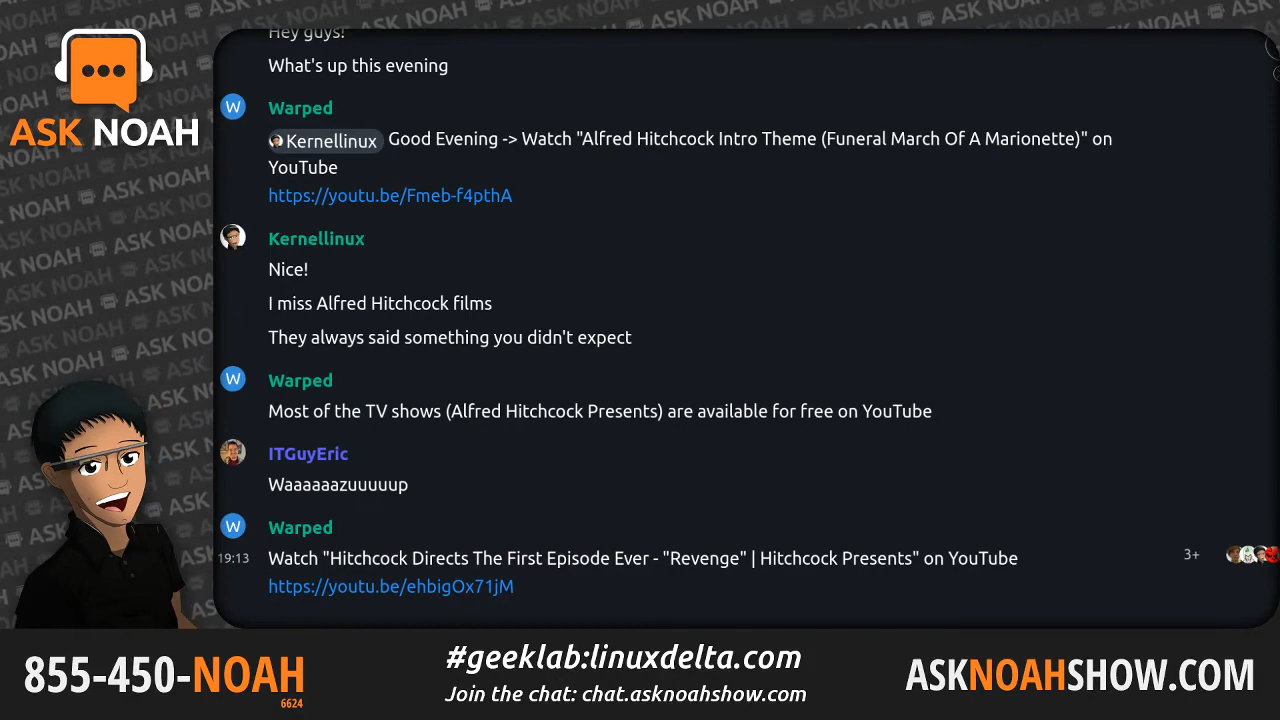 ASK NOAH
Hey guys!
What's up this evening
W
Warped
Kernellinux Good Evening -> Watch "Alfred Hitchcock Intro Theme (Funeral March Of A Marionette)" on
YouTube
https://youtu.be/Fmeb-f4pthA
Kernellinux
Nice!
I miss Alfred Hitchcock films
They always said something you didn't expect
W
Warped
Most of the TV shows (Alfred Hitchcock Presents) are available for free on YouTube
ITGuyEric
Waaaaaazuuuuup
W
Warped
19:13 Watch "Hitchcock Directs The First Episode Ever - "Revenge" | Hitchcock Presents" on YouTube 3+
https://youtu.be/ehbigOx71jM
855-450-NOAH
6624
#geeklab:linuxdelta.com
Join the chat: chat.asknoahshow.com
ASKNOAHSHOW.COM